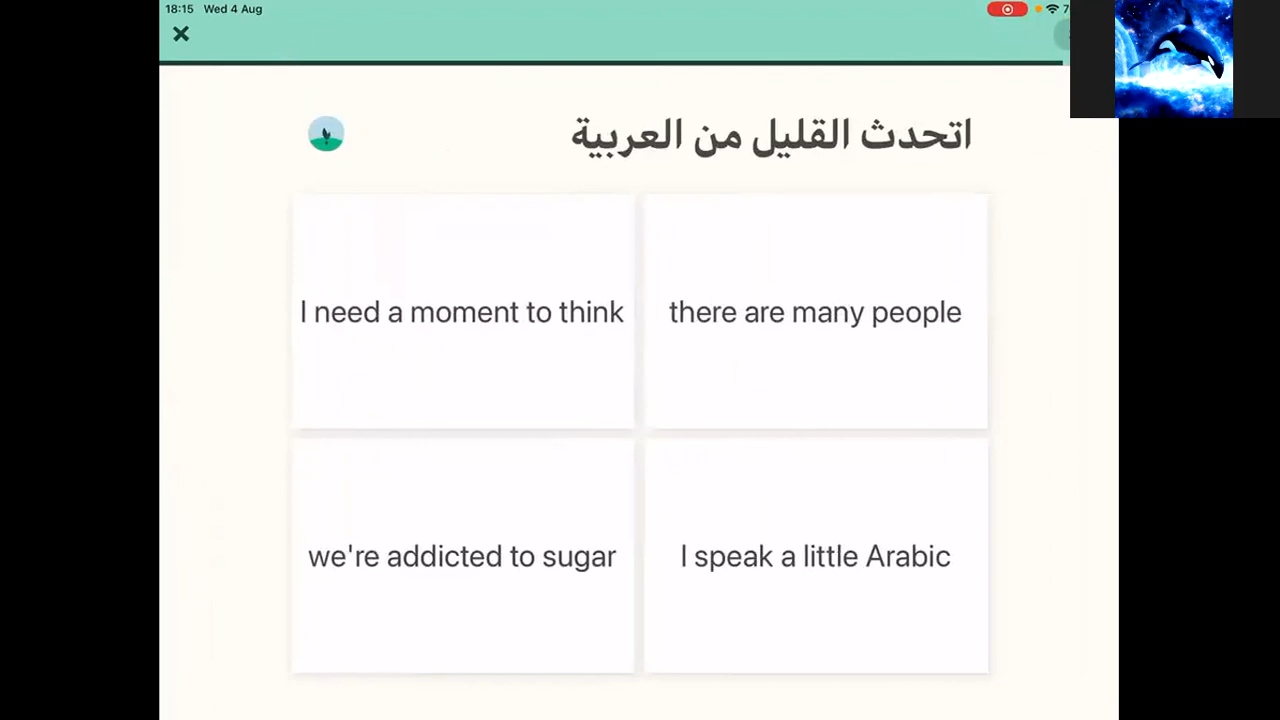 18:15 Wed 4 Aug
اتحدث القليل من العربية
I need a moment to think
there are many people
we're addicted to sugar
I speak a little Arabic